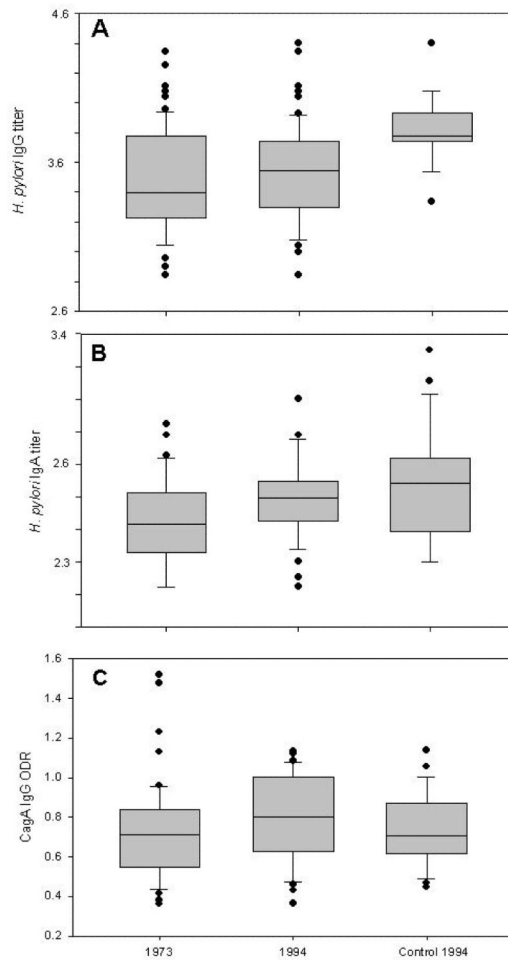 4.6
A
H. pylori IgG titer
3.6
2.6
3.4
B
H. pylori IgA titer
2.6
2.3
1.6
C
1.4
1.2
CagA IgG ODR
1.0
0.8
0.6
0.4
0.2
1973 1994 Control 1994